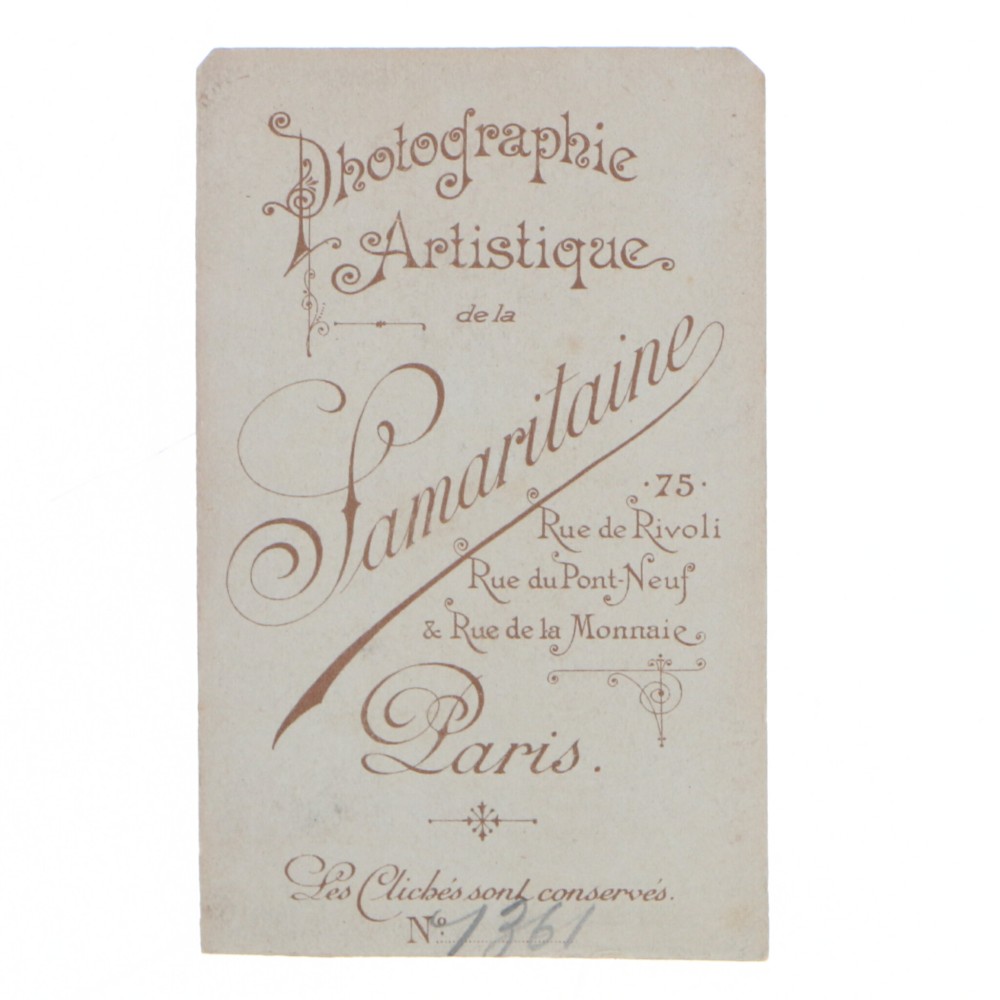 Photographie
Artistique
de la
Samaritaine
·75·
Rue de Rivoli
Rue du Pont-Neuf
& Rue de la Monnaie
Paris.
Les Clichés sont conservés.
No. 1361